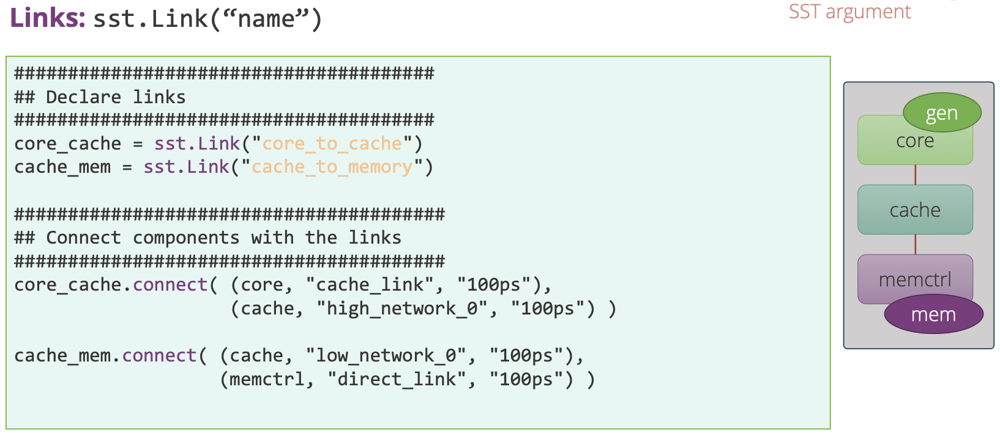 Links: sst.Link(“name”)
SST argument
#######################################
## Declare links
#######################################
core_cache = sst.Link("core_to_cache")
cache_mem = sst.Link("cache_to_memory")
########################################
## Connect components with the links
########################################
core_cache.connect( (core, "cache_link", "100ps"),
(cache, "high_network_0", "100ps") )
cache_mem.connect( (cache, "low_network_0", "100ps"),
(memctrl, "direct_link", "100ps") )
gen
core
cache
memctrl
mem